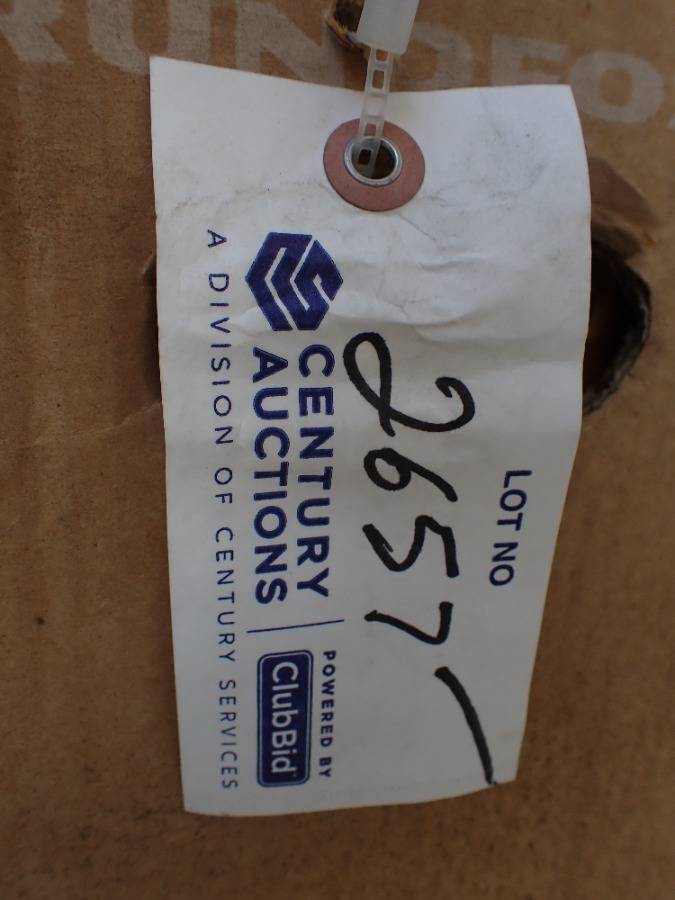 LOT NO
2657
CENTURY
AUCTIONS
POWERED BY
ClubBid
A DIVISION OF CENTURY SERVICES